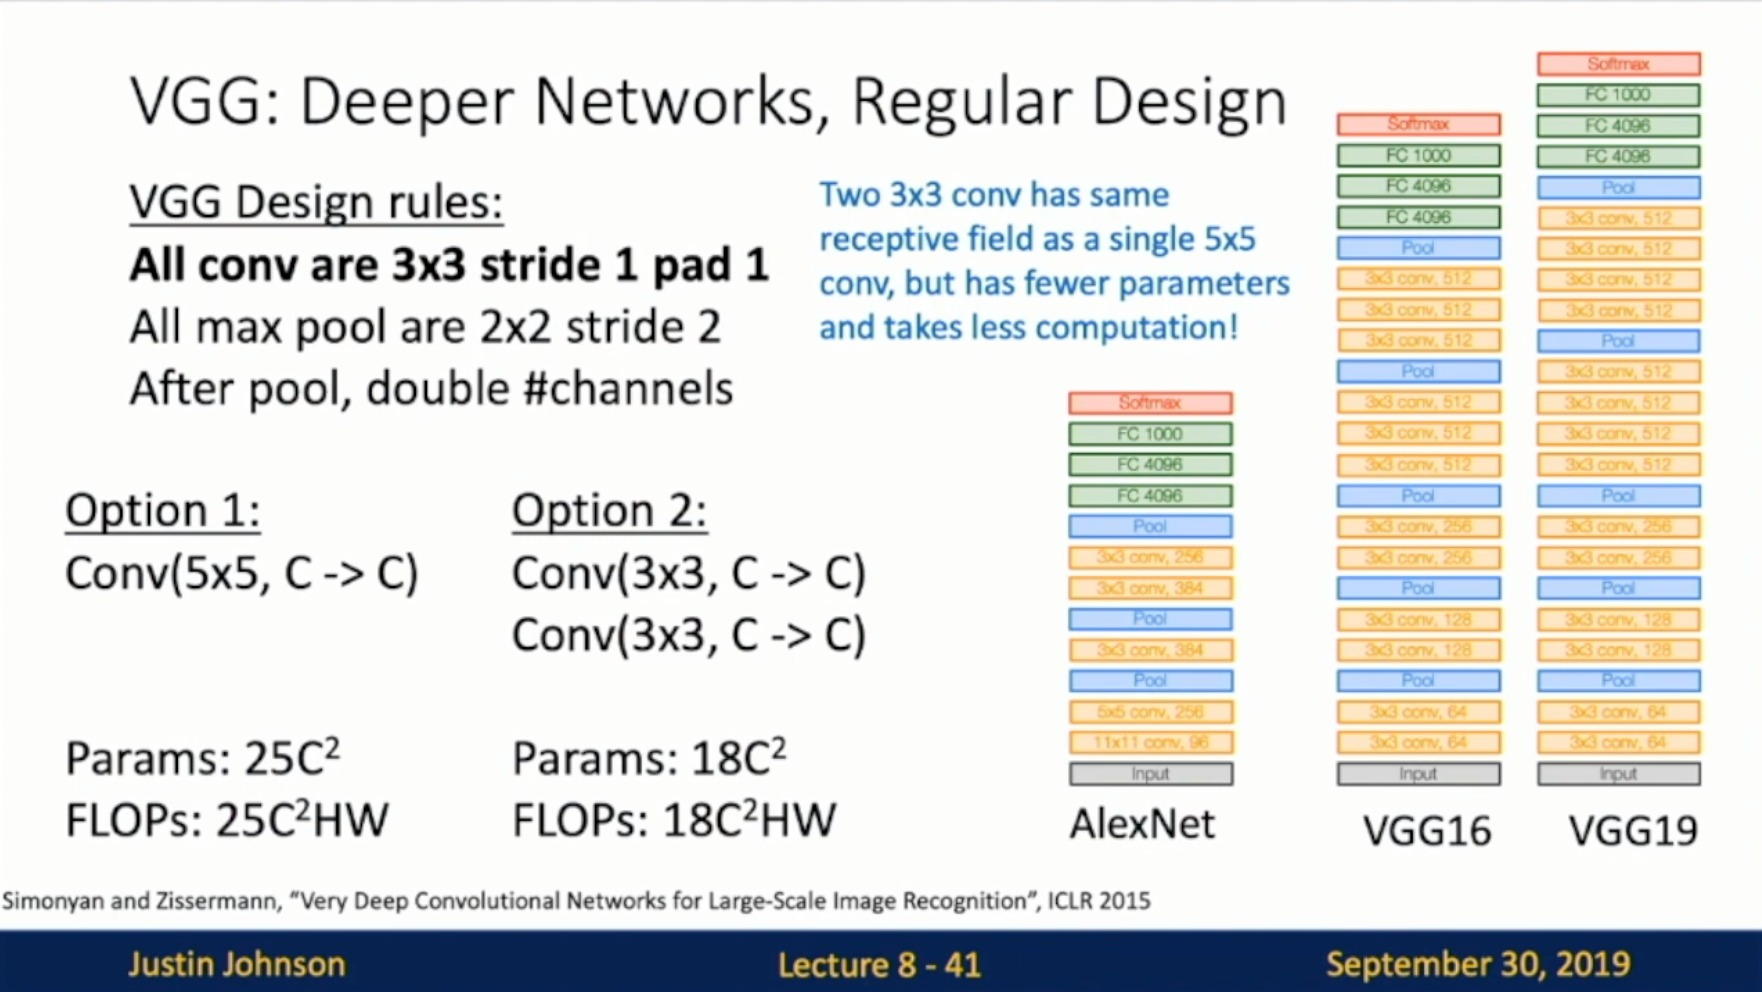 VGG: Deeper Networks, Regular Design
VGG Design rules:
All conv are 3x3 stride 1 pad 1
All max pool are 2x2 stride 2
After pool, double #channels
Two 3x3 conv has same
receptive field as a single 5x5
conv, but has fewer parameters
and takes less computation!
Option 1:
Conv(5x5, C -> C)
Params: 25C²
FLOPs: 25C²HW
Option 2:
Conv(3x3, C -> C)
Conv(3x3, C -> C)
Params: 18C²
FLOPs: 18C²HW
Softmax
FC 1000
FC 4096
FC 4096
Pool
3x3 conv, 256
3x3 conv, 384
Pool
3x3 conv, 384
Pool
5x5 conv, 256
11x11 conv, 96
Input
AlexNet
Softmax
FC 1000
FC 4096
FC 4096
Pool
3x3 conv, 512
3x3 conv, 512
3x3 conv, 512
Pool
3x3 conv, 512
3x3 conv, 512
3x3 conv, 512
Pool
3x3 conv, 256
3x3 conv, 256
Pool
3x3 conv, 128
3x3 conv, 128
Pool
3x3 conv, 64
3x3 conv, 64
Input
VGG16
Softmax
FC 1000
FC 4096
FC 4096
Pool
3x3 conv, 512
3x3 conv, 512
3x3 conv, 512
3x3 conv, 512
Pool
3x3 conv, 512
3x3 conv, 512
3x3 conv, 512
3x3 conv, 512
Pool
3x3 conv, 256
3x3 conv, 256
Pool
3x3 conv, 128
3x3 conv, 128
Pool
3x3 conv, 64
3x3 conv, 64
Input
VGG19
Simonyan and Zissermann, “Very Deep Convolutional Networks for Large-Scale Image Recognition”, ICLR 2015
Justin Johnson
Lecture 8 - 41
September 30, 2019